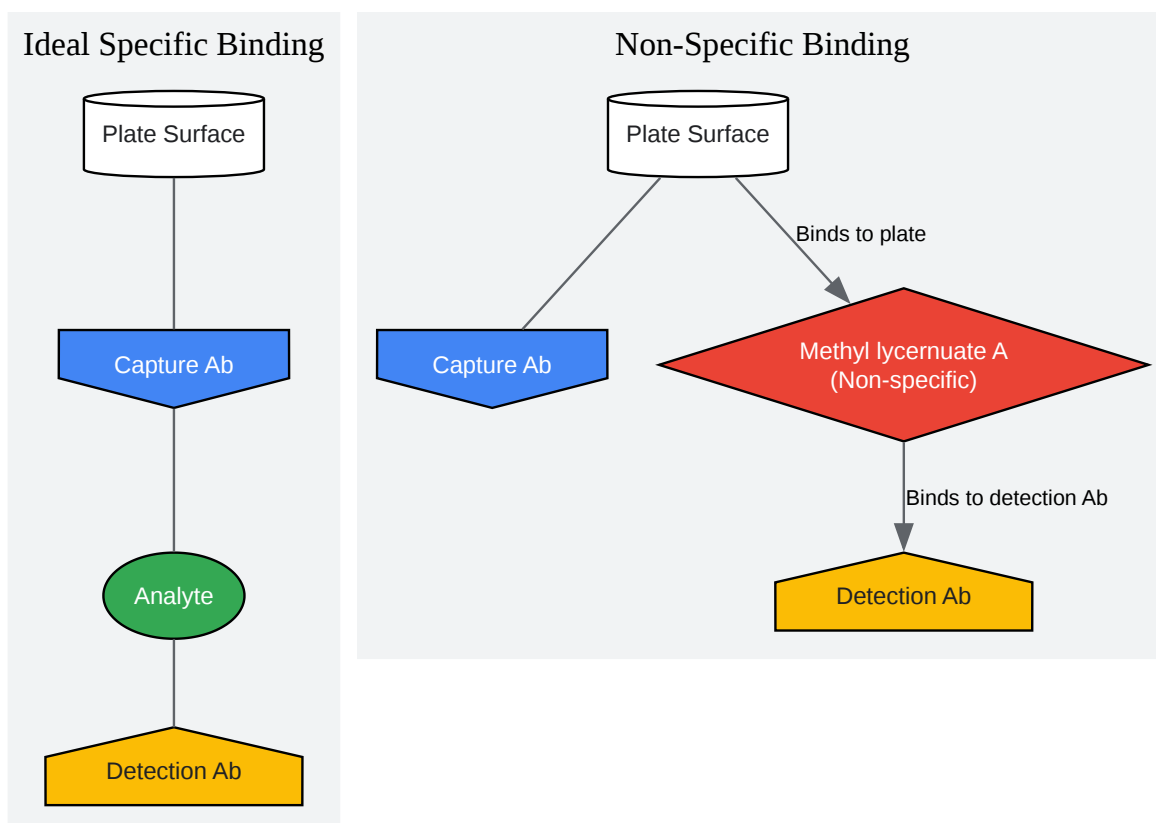 Ideal Specific Binding
Plate Surface
Capture Ab
Analyte
Detection Ab
Non-Specific Binding
Plate Surface
Binds to plate
Capture Ab
Methyl lycernuate A
(Non-specific)
Binds to detection Ab
Detection Ab